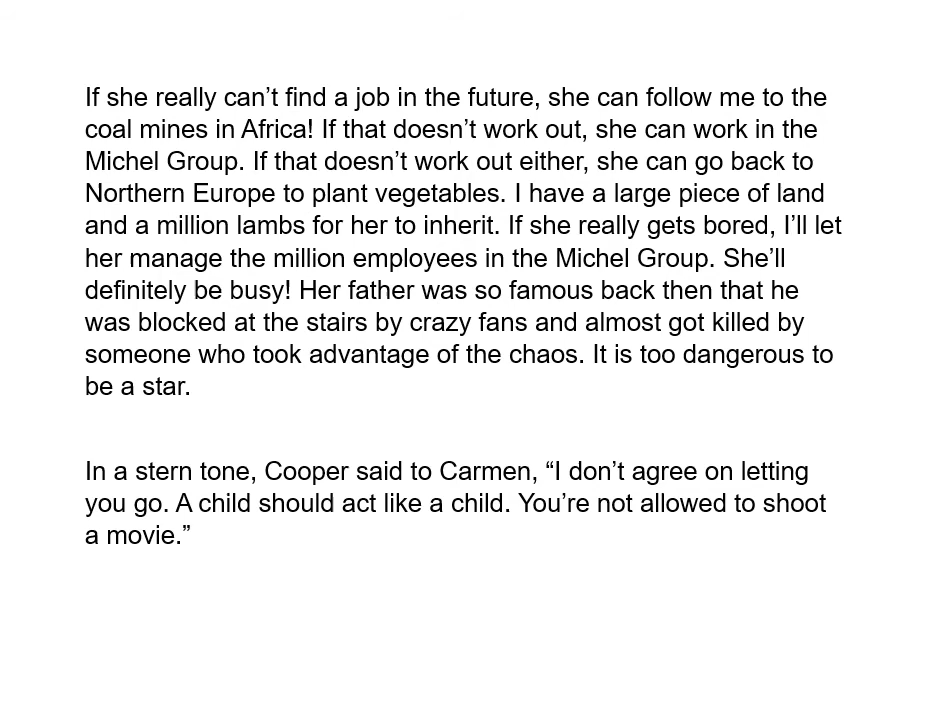 If she really can’t find a job in the future, she can follow me to the
coal mines in Africa! If that doesn’t work out, she can work in the
Michel Group. If that doesn’t work out either, she can go back to
Northern Europe to plant vegetables. I have a large piece of land
and a million lambs for her to inherit. If she really gets bored, I’ll let
her manage the million employees in the Michel Group. She’ll
definitely be busy! Her father was so famous back then that he
was blocked at the stairs by crazy fans and almost got killed by
someone who took advantage of the chaos. It is too dangerous to
be a star.
In a stern tone, Cooper said to Carmen, “I don’t agree on letting
you go. A child should act like a child. You’re not allowed to shoot
a movie.”